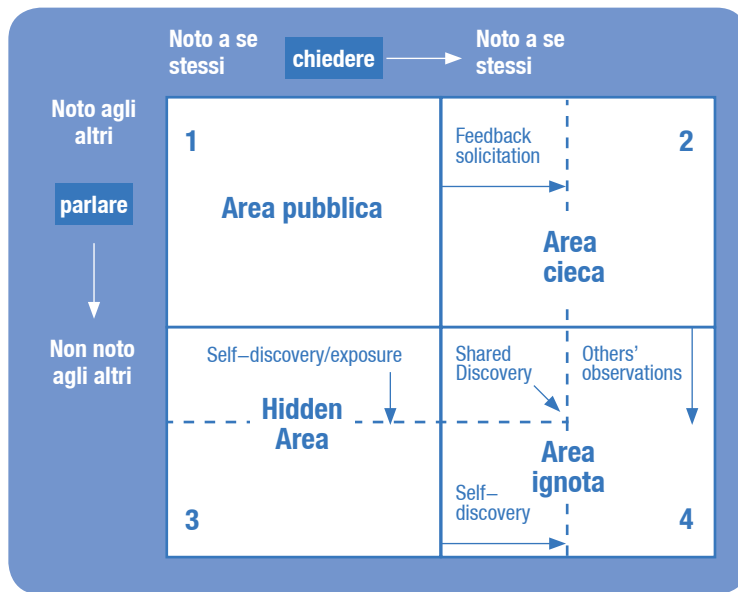 Noto a se
stessi
chiedere
Noto a se
stessi
Noto agli
altri
parlare
Non noto
agli altri
1
Area pubblica
Feedback
solicitation
2
Area
cieca
Self–discovery/exposure
Hidden
Area
3
Shared
Discovery
Others'
observations
Area
ignota
Self–
discovery
4